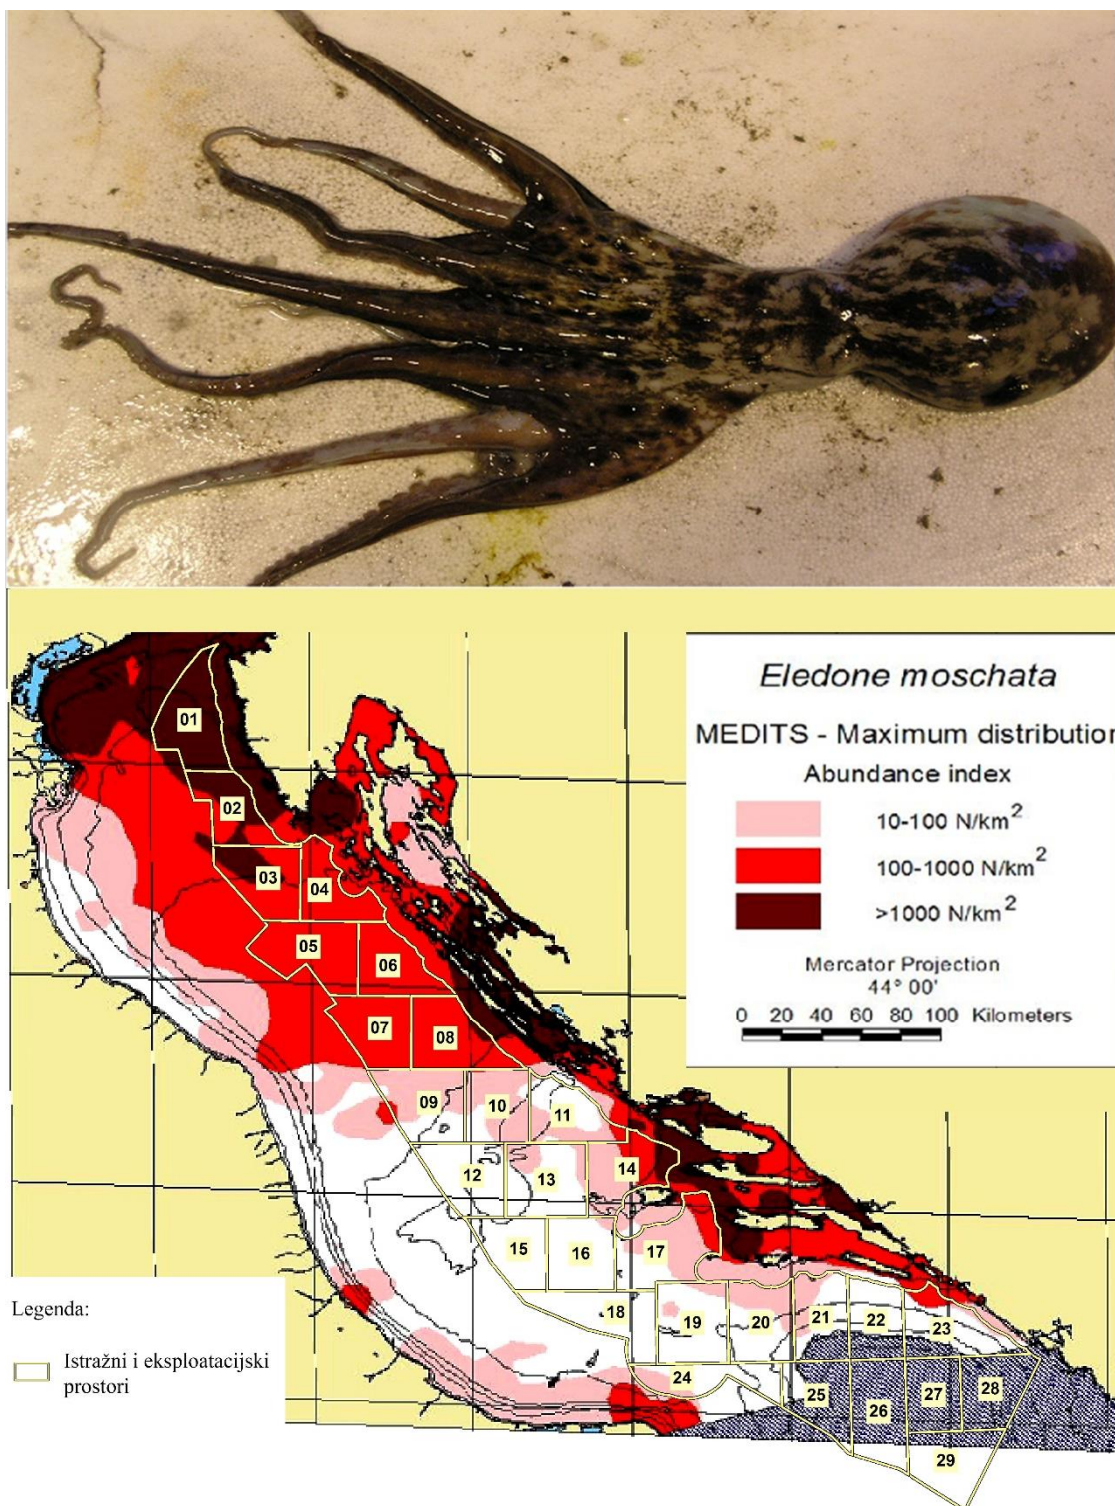 Eledone moschata
MEDITS - Maximum distribution
Abundance index
10-100 N/km²
100-1000 N/km²
>1000 N/km²
Mercator Projection
44° 00'
0 20 40 60 80 100 Kilometers
01
02
03
04
05
06
07
08
09
10
11
12
13
14
15
16
17
18
19
20
21
22
23
24
25
26
27
28
29
Legenda:
Istražni i eksploatacijski
prostori